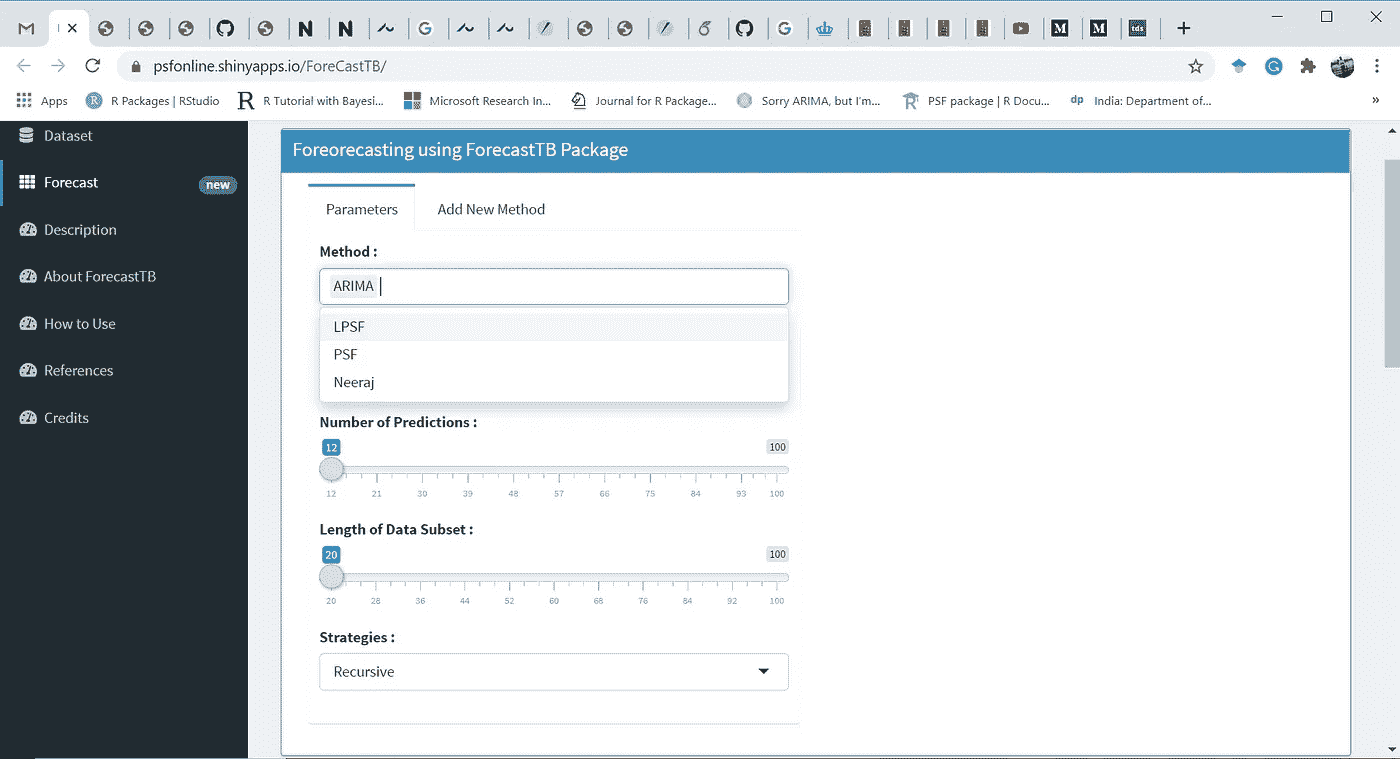 psfonline.shinyapps.io/ForeCastTB/
Apps R Packages | RStudio R Tutorial with Bayesi... Microsoft Research In... Journal for R Package... Sorry ARIMA, but I'm... PSF package | R Docu... dp India: Department of... »
Dataset
Forecast new
Description
About ForecastTB
How to Use
References
Credits
Foreorecasting using ForecastTB Package
Parameters Add New Method
Method :
ARIMA
LPSF
PSF
Neeraj
Number of Predictions :
12 100
12 21 30 39 48 57 66 75 84 93 100
Length of Data Subset :
20 100
20 28 36 44 52 60 68 76 84 92 100
Strategies :
Recursive